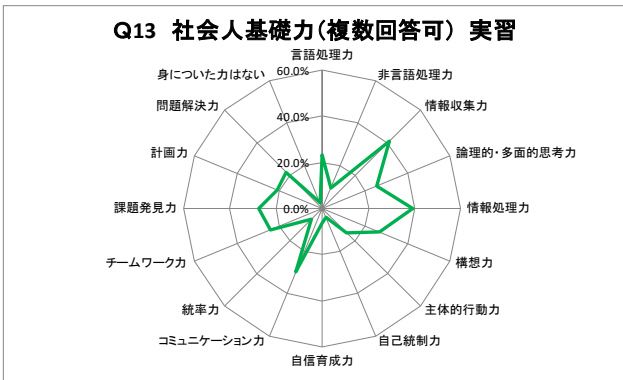 Q13 社会人基礎力(複数回答可) 実習
言語処理力
非言語処理力
情報収集力
論理的・多面的思考力
情報処理力
構想力
主体的行動力
自己統制力
自信育成力
コミュニケーション力
統率力
チームワーク力
課題発見力
計画力
問題解決力
身についた力はない
60.0%
40.0%
20.0%
0.0%